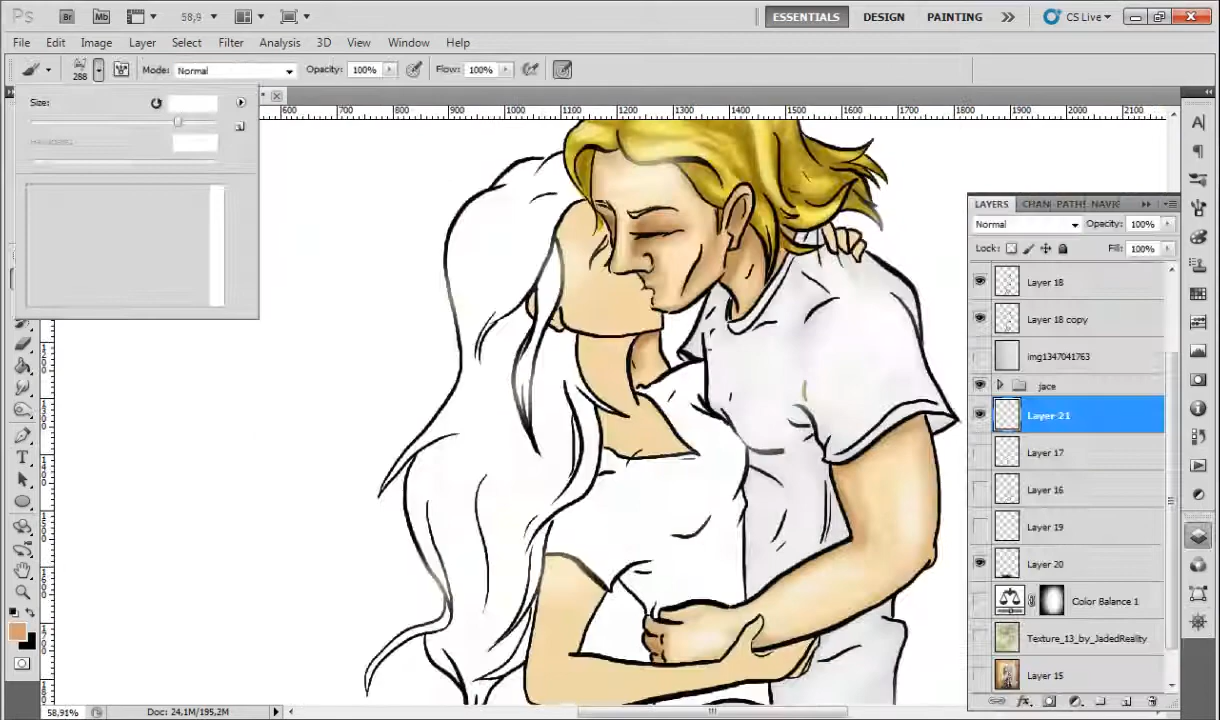 Ps Br Mb 58,9 ESSENTIALS DESIGN PAINTING CS Live
File Edit Image Layer Select Filter Analysis 3D View Window Help
288 Mode: Normal Opacity: 100% Flow: 100%
Size:
600 700 800 900 1000 1100 1200 1300 1400 1500 1600 1700 1800 1900 2000 2100
LAYERS CHAN PATHS NAVIC
Normal Opacity: 100%
Lock: Fill: 100%
Layer 18
Layer 18 copy
img1347041763
jace
Layer 21
Layer 17
Layer 16
Layer 19
Layer 20
Color Balance 1
Texture_13_by_JadedReality
Layer 15
58,91% Doc: 24,1M/195,2M